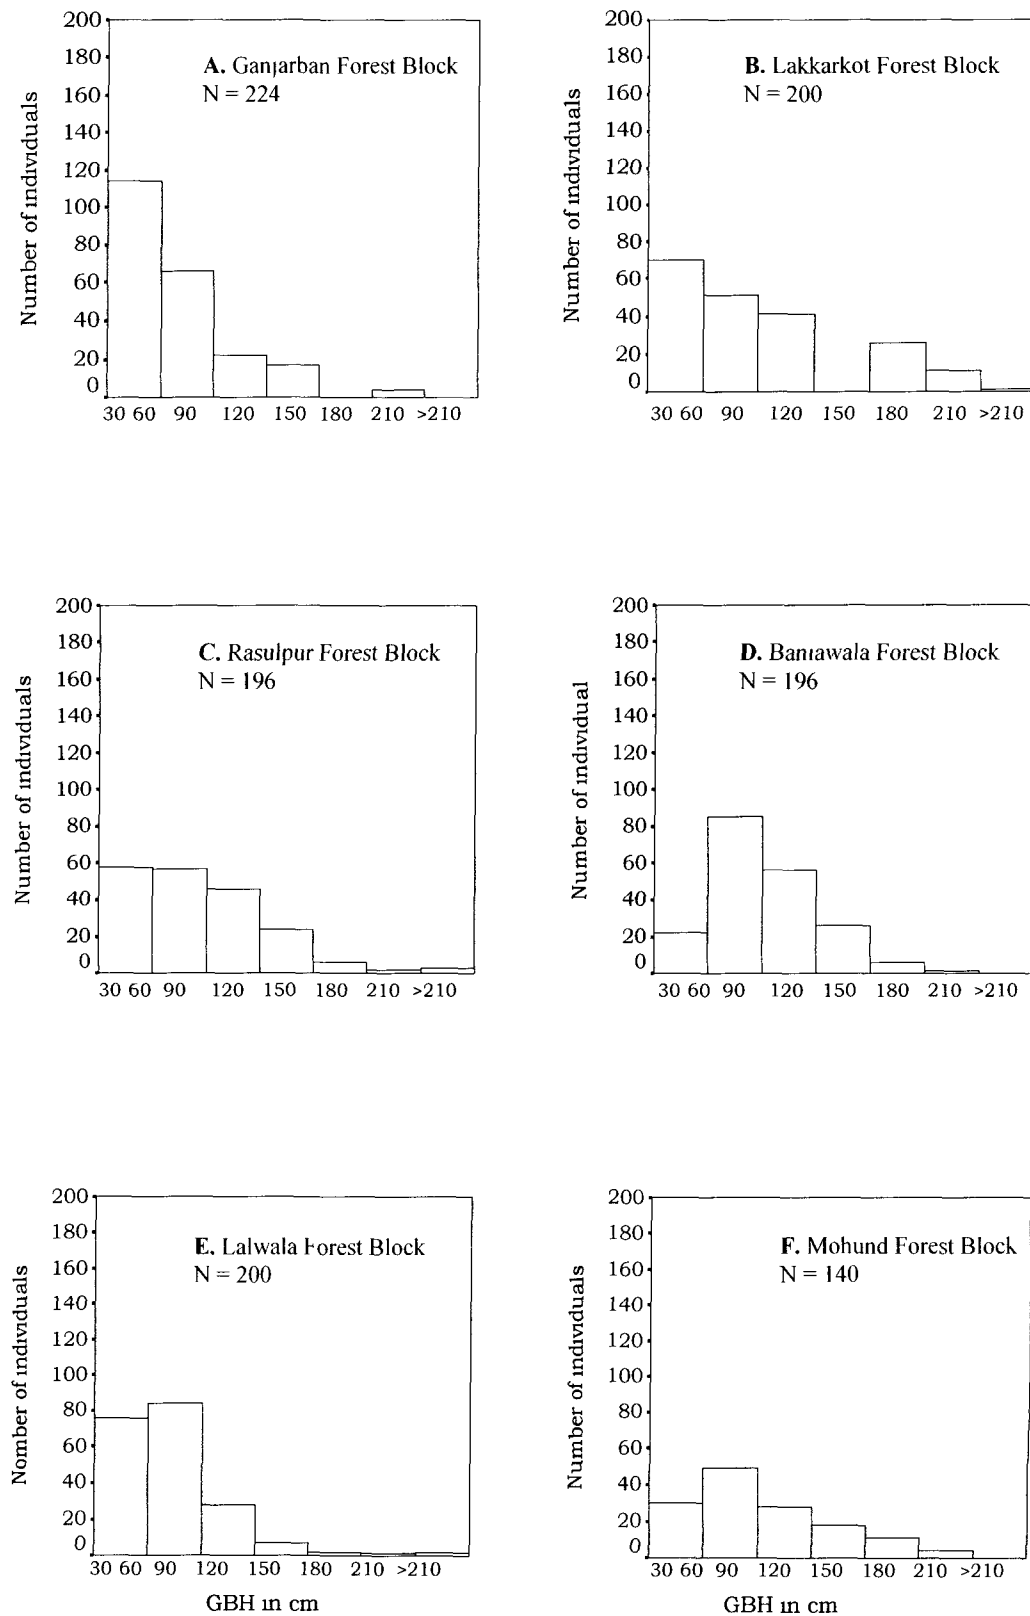 200
180
160
140
120
100
80
60
40
20
0
Number of individuals
A. Ganjarban Forest Block
N = 224
30 60 90 120 150 180 210 >210
200
180
160
140
120
100
80
60
40
20
0
Number of individuals
B. Lakkarkot Forest Block
N = 200
30 60 90 120 150 180 210 >210
200
180
160
140
120
100
80
60
40
20
0
Number of individuals
C. Rasulpur Forest Block
N = 196
30 60 90 120 150 180 210 >210
200
180
160
140
120
100
80
60
40
20
0
Number of individual
D. Baniawala Forest Block
N = 196
30 60 90 120 150 180 210 >210
200
180
160
140
120
100
80
60
40
20
0
Nomber of individuals
E. Lalwala Forest Block
N = 200
30 60 90 120 150 180 210 >210
GBH in cm
200
180
160
140
120
100
80
60
40
20
0
Number of individuals
F. Mohund Forest Block
N = 140
30 60 90 120 150 180 210 >210
GBH in cm